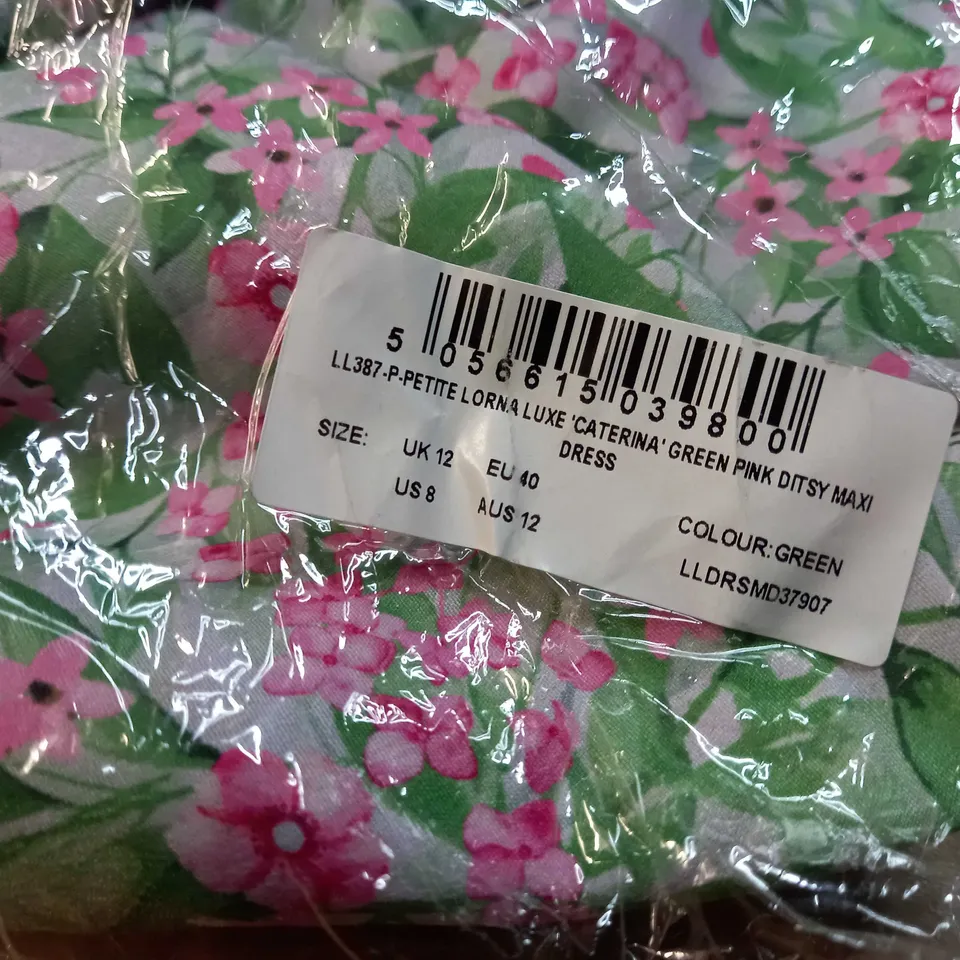 5 056615 039800
LL387-P-PETITE LORNA LUXE 'CATERINA' GREEN PINK DITSY MAXI
DRESS
SIZE: UK 12 EU 40
US 8 AUS 12
COLOUR:GREEN
LLDRSMD37907